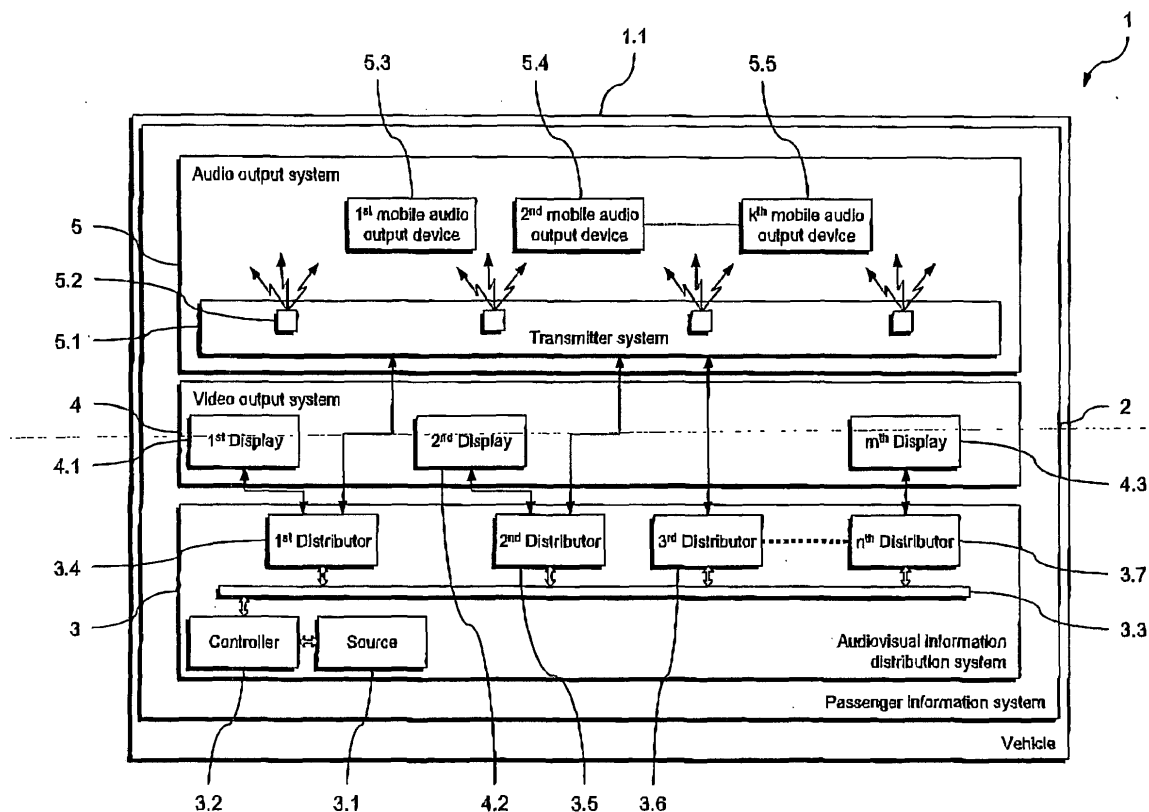 1
1.1
5.3
5.4
5.5
Audio output system
1st mobile audio
output device
2nd mobile audio
output device
kth mobile audio
output device
5
5.2
5.1
Transmitter system
Video output system
4
4.1
1st Display
2nd Display
mth Display
2
4.3
1st Distributor
2nd Distributor
3rd Distributor
nth Distributor
3.4
3.7
3
3.3
Controller
Source
Audiovisual information
distribution system
Passenger information system
Vehicle
3.2
3.1
4.2
3.5
3.6